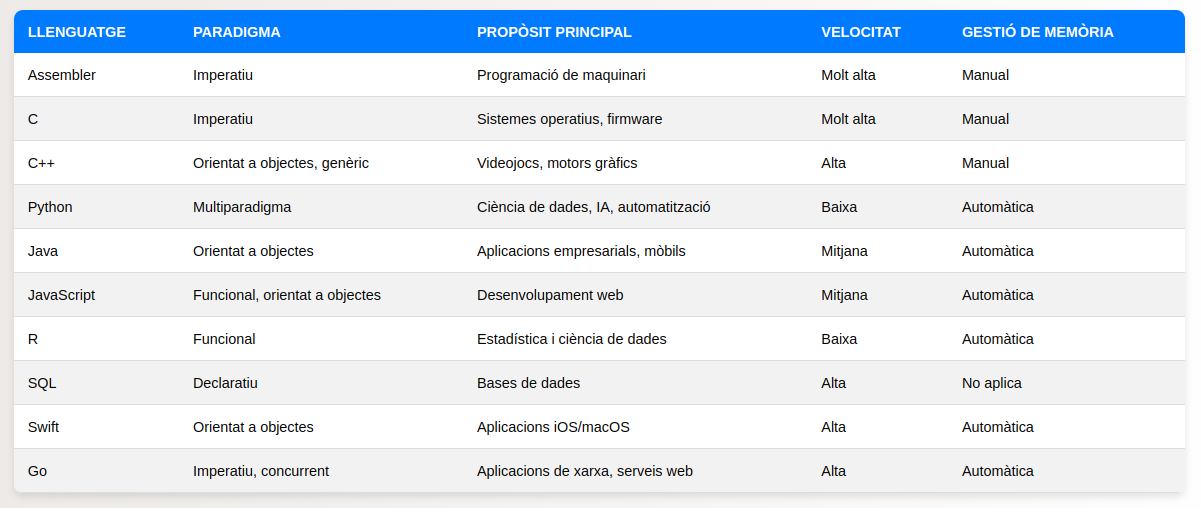 LLENGUATGE PARADIGMA PROPÒSIT PRINCIPAL VELOCITAT GESTIÓ DE MEMÒRIA
Assembler Imperatiu Programació de maquinari Molt alta Manual
C Imperatiu Sistemes operatius, firmware Molt alta Manual
C++ Orientat a objectes, genèric Videojocs, motors gràfics Alta Manual
Python Multiparadigma Ciència de dades, IA, automatització Baixa Automàtica
Java Orientat a objectes Aplicacions empresarials, mòbils Mitjana Automàtica
JavaScript Funcional, orientat a objectes Desenvolupament web Mitjana Automàtica
R Funcional Estadística i ciència de dades Baixa Automàtica
SQL Declaratiu Bases de dades Alta No aplica
Swift Orientat a objectes Aplicacions iOS/macOS Alta Automàtica
Go Imperatiu, concurrent Aplicacions de xarxa, serveis web Alta Automàtica